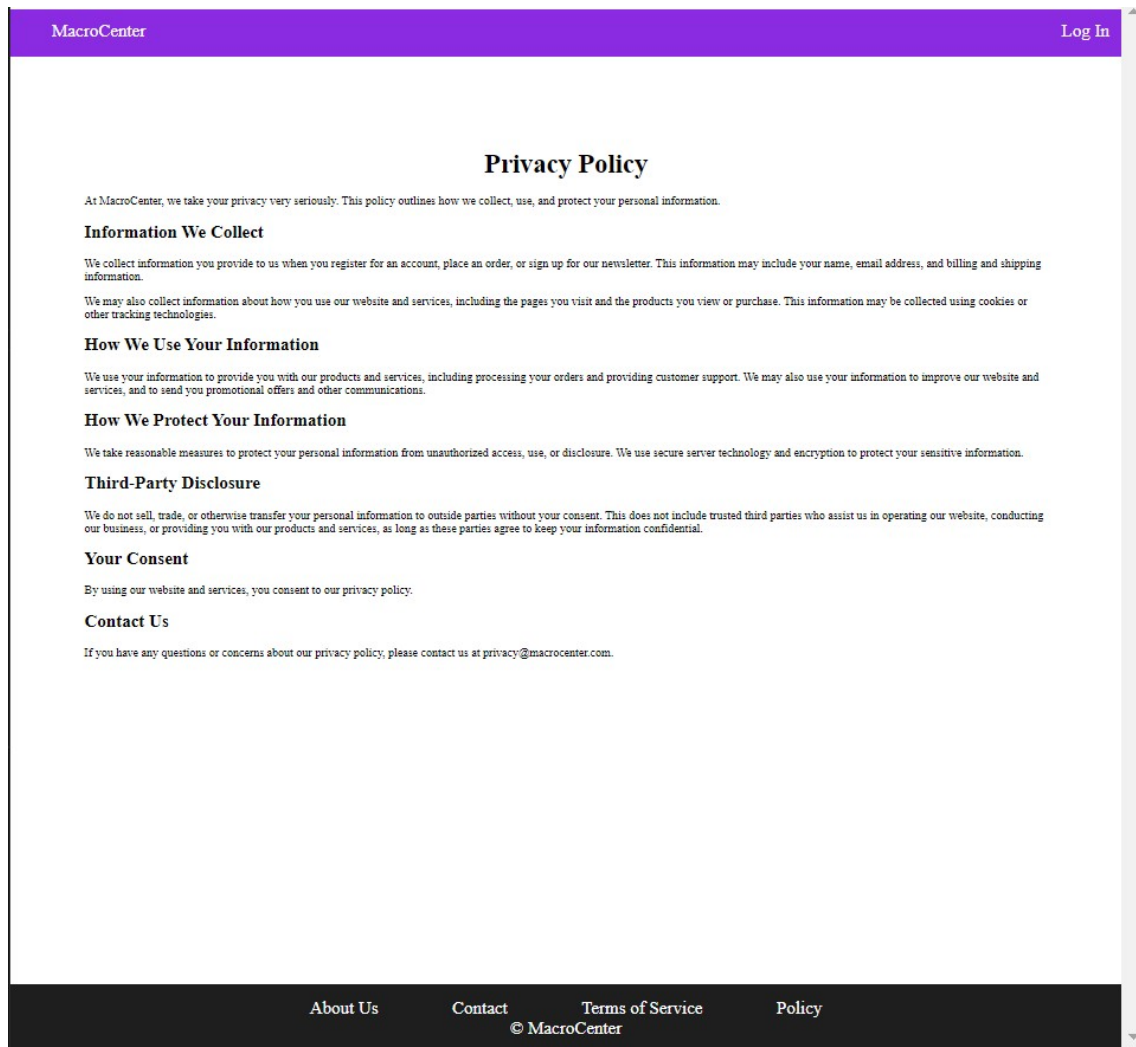 MacroCenter Log In
Privacy Policy
At MacroCenter, we take your privacy very seriously. This policy outlines how we collect, use, and protect your personal information.
Information We Collect
We collect information you provide to us when you register for an account, place an order, or sign up for our newsletter. This information may include your name, email address, and billing and shipping
information.
We may also collect information about how you use our website and services, including the pages you visit and the products you view or purchase. This information may be collected using cookies or
other tracking technologies.
How We Use Your Information
We use your information to provide you with our products and services, including processing your orders and providing customer support. We may also use your information to improve our website and
services, and to send you promotional offers and other communications.
How We Protect Your Information
We take reasonable measures to protect your personal information from unauthorized access, use, or disclosure. We use secure server technology and encryption to protect your sensitive information.
Third-Party Disclosure
We do not sell, trade, or otherwise transfer your personal information to outside parties without your consent. This does not include trusted third parties who assist us in operating our website, conducting
our business, or providing you with our products and services, as long as these parties agree to keep your information confidential.
Your Consent
By using our website and services, you consent to our privacy policy.
Contact Us
If you have any questions or concerns about our privacy policy, please contact us at privacy@macrocenter.com.
About Us Contact Terms of Service Policy
© MacroCenter